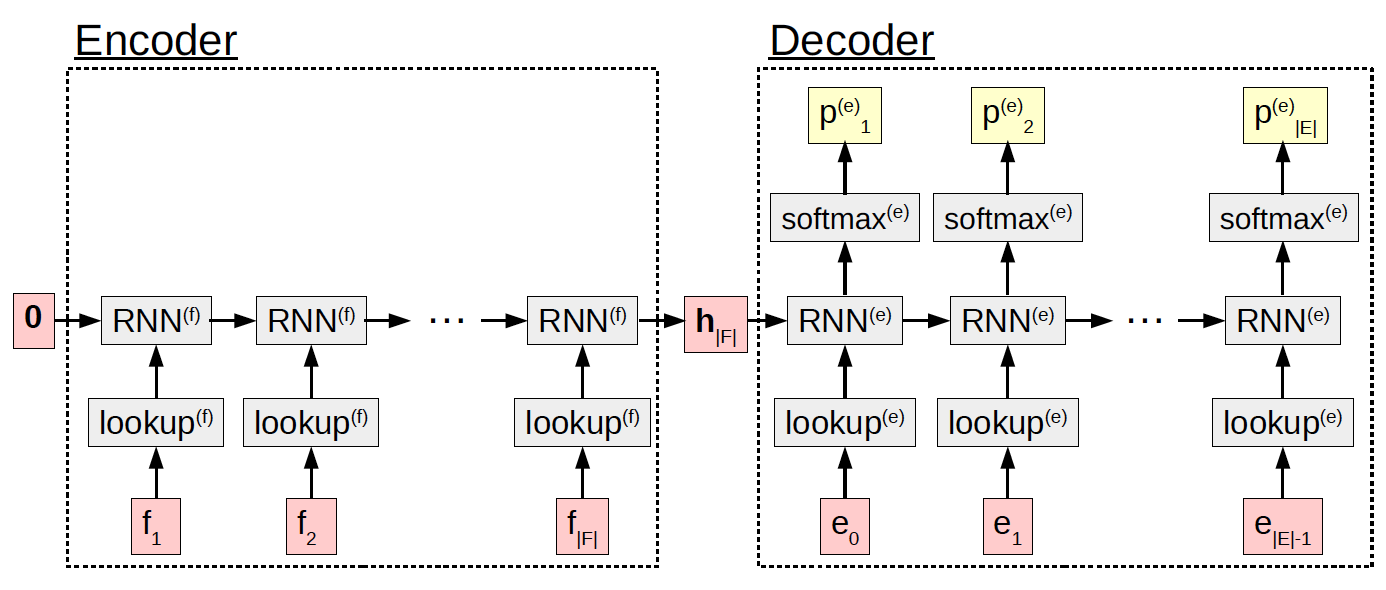 Encoder
Decoder
p(e)1 p(e)2 p(e)|E|
softmax(e) softmax(e) softmax(e)
0 RNN(f) RNN(f) ... RNN(f) h|F| RNN(e) RNN(e) ... RNN(e)
lookup(f) lookup(f) lookup(f) lookup(e) lookup(e) lookup(e)
f1 f2 f|F| e0 e1 e|E|-1